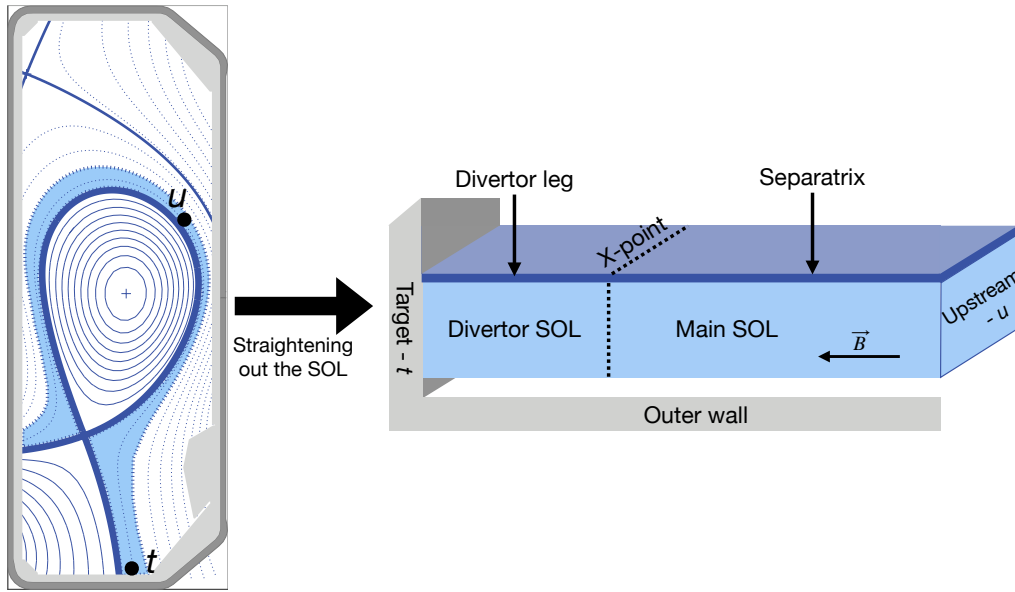 u
t
Straightening
out the SOL
Divertor leg
Separatrix
X-point
Target - t
Divertor SOL
Main SOL
B
Upstream
- u
Outer wall